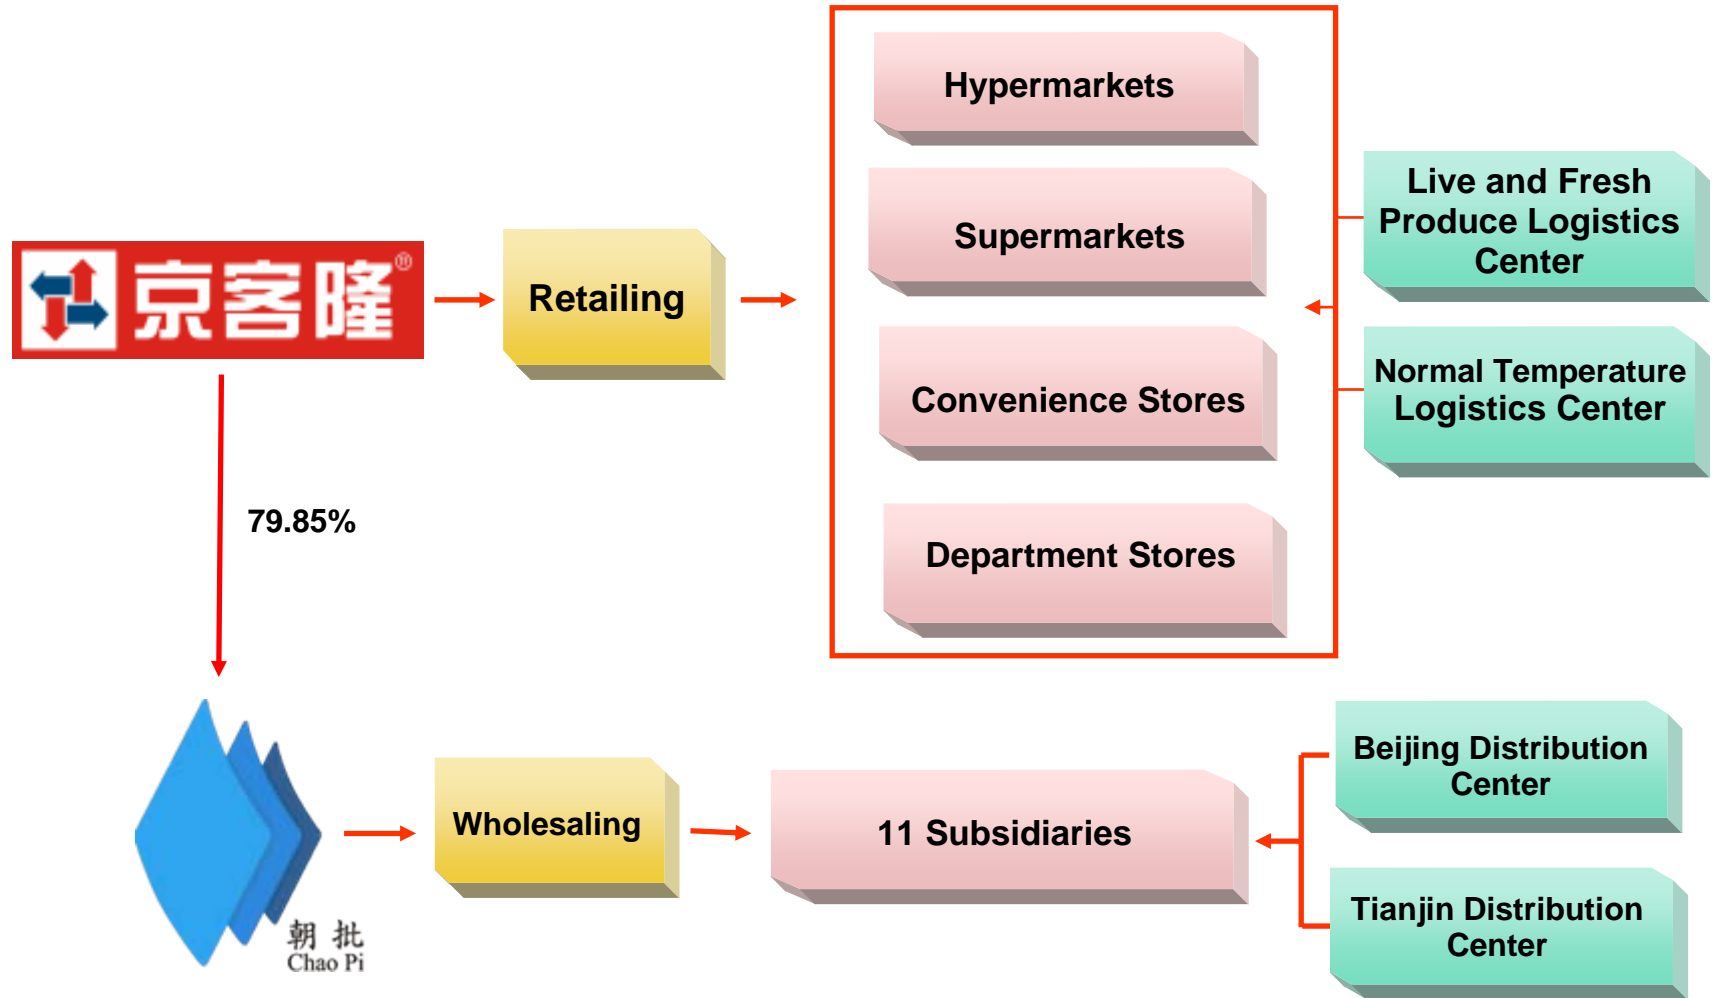 Hypermarkets
Supermarkets
Convenience Stores
Department Stores
Live and Fresh
Produce Logistics
Center
Normal Temperature
Logistics Center
京客隆®
Retailing
79.85%
朝批
Chao Pi
Wholesaling
11 Subsidiaries
Beijing Distribution
Center
Tianjin Distribution
Center